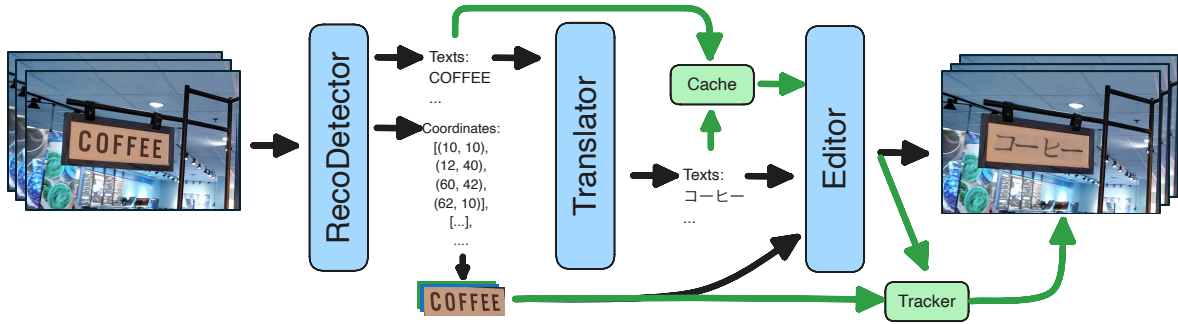 COFFEE
RecoDetector
Texts:
COFFEE
...
Coordinates:
[(10, 10),
(12, 40),
(60, 42),
(62, 10)],
[...],
....
COFFEE
Translator
Cache
Texts:
コーヒー
...
Editor
Tracker
コーヒー